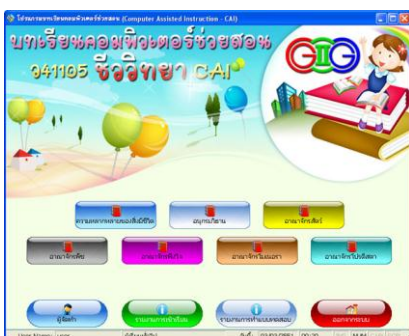 โปรแกรมบทเรียนคอมพิวเตอร์ช่วยสอน (Computer Assisted Instruction - CAI)
บทเรียนคอมพิวเตอร์ช่วยสอน
041105 ชีววิทยา CAI
ความหลากหลายของสิ่งมีชีวิต
อนุกรมวิธาน
อาณาจักรสัตว์
อาณาจักรพืช
อาณาจักรฟังไจ
อาณาจักรโมเนอรา
อาณาจักรโปรติสตา
ผู้จัดทำ
รายงานการเข้าเรียน
รายงานการทำแบบทดสอบ
ออกจากระบบ
User Name: user